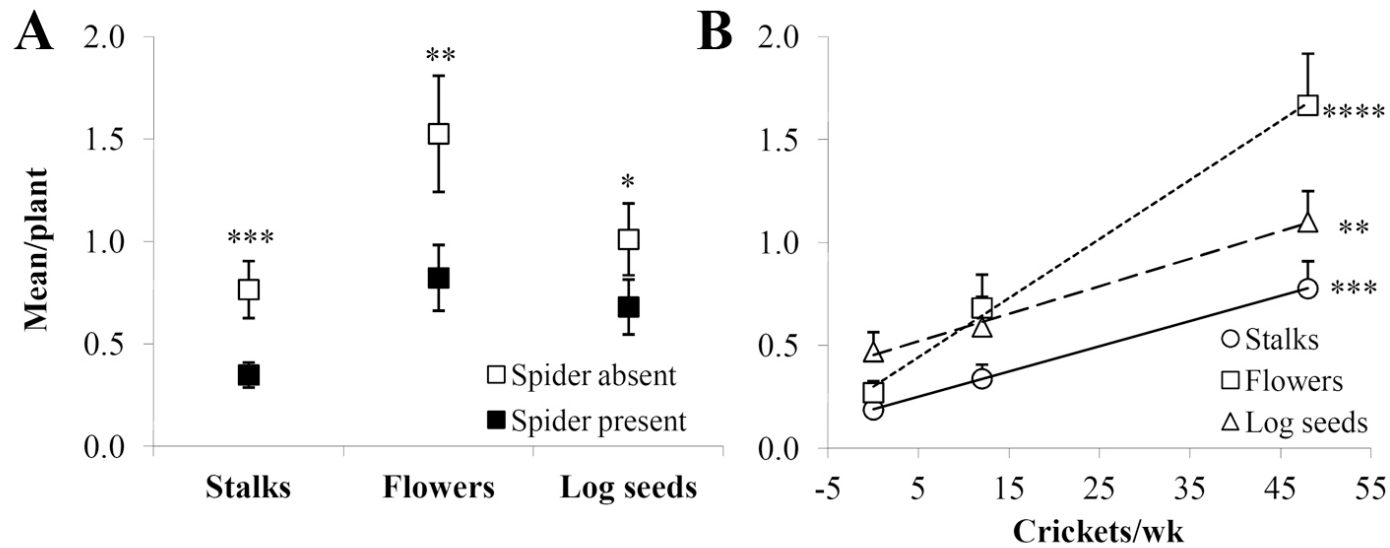 A
Mean/plant
2.0
1.5
1.0
0.5
0.0
***
**
*
Spider absent
Spider present
Stalks Flowers Log seeds
B
2.0
1.5
1.0
0.5
0.0
****
**
***
Stalks
Flowers
Log seeds
-5 5 15 25 35 45 55
Crickets/wk